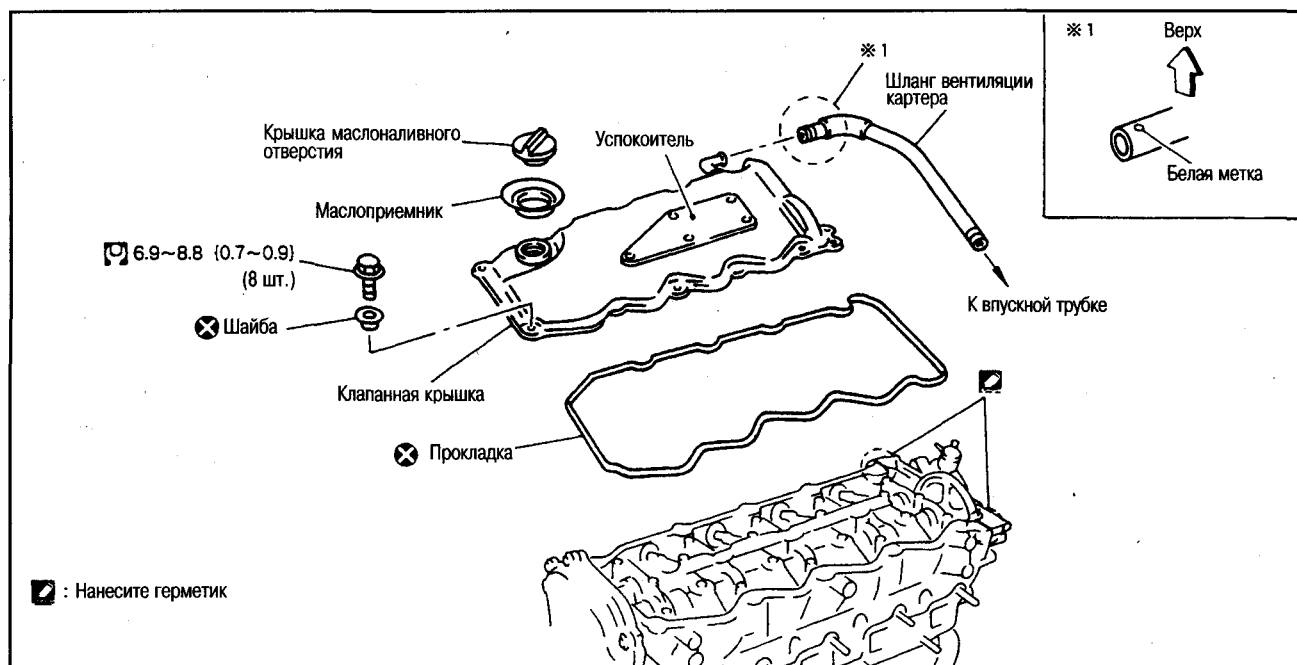 ※ 1
Верх
Белая метка
※ 1
Шланг вентиляции
картера
Крышка маслоналивного
отверстия
Успокоитель
Маслоприемник
6.9~8.8 {0.7~0.9}
(8 шт.)
Шайба
К впускной трубке
Клапанная крышка
Прокладка
: Нанесите герметик